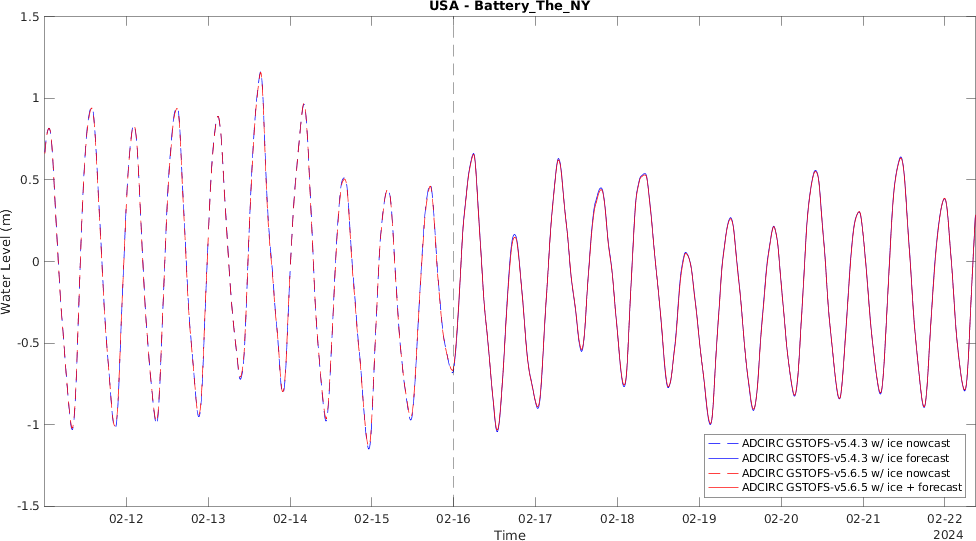 USA - Battery_The_NY
1.5
1
0.5
0
-0.5
-1
-1.5
Water Level (m)
ADCIRC GSTOFS-v5.4.3 w/ ice nowcast
ADCIRC GSTOFS-v5.4.3 w/ ice forecast
ADCIRC GSTOFS-v5.6.5 w/ ice nowcast
ADCIRC GSTOFS-v5.6.5 w/ ice + forecast
02-12 02-13 02-14 02-15 02-16 02-17 02-18 02-19 02-20 02-21 02-22
Time
2024